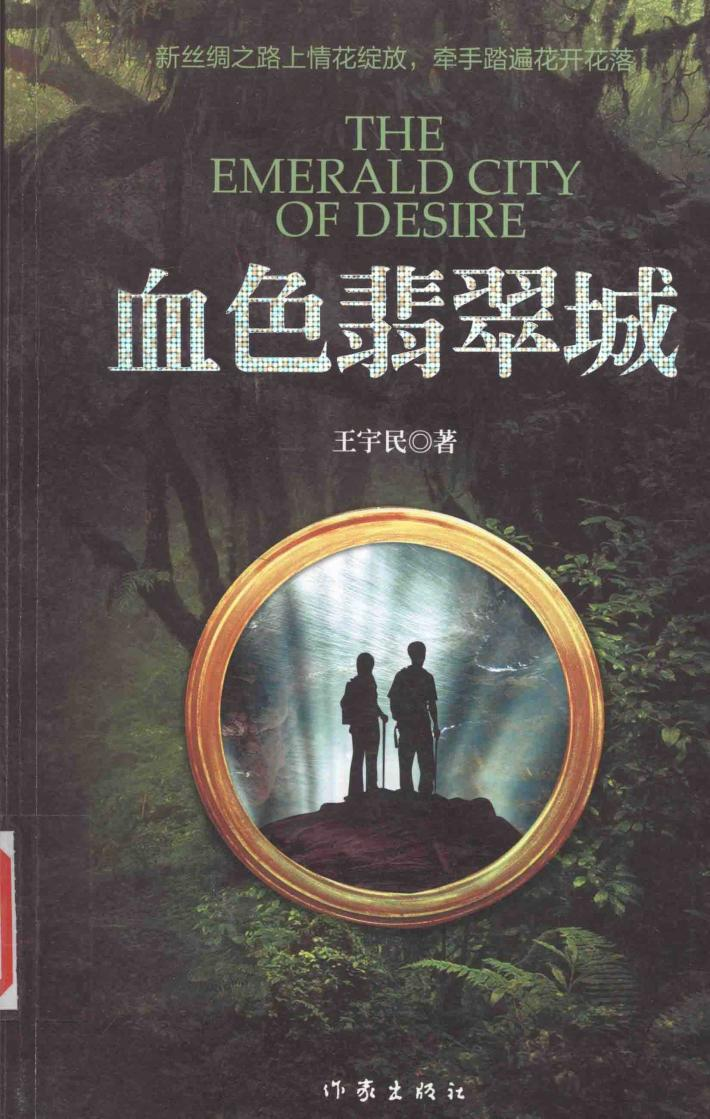 新丝绸之路上情花绽放，牵手踏遍花开花落
THE
EMERALD CITY
OF DESIRE
血色翡翠城
王宇民◎著
作家出版社